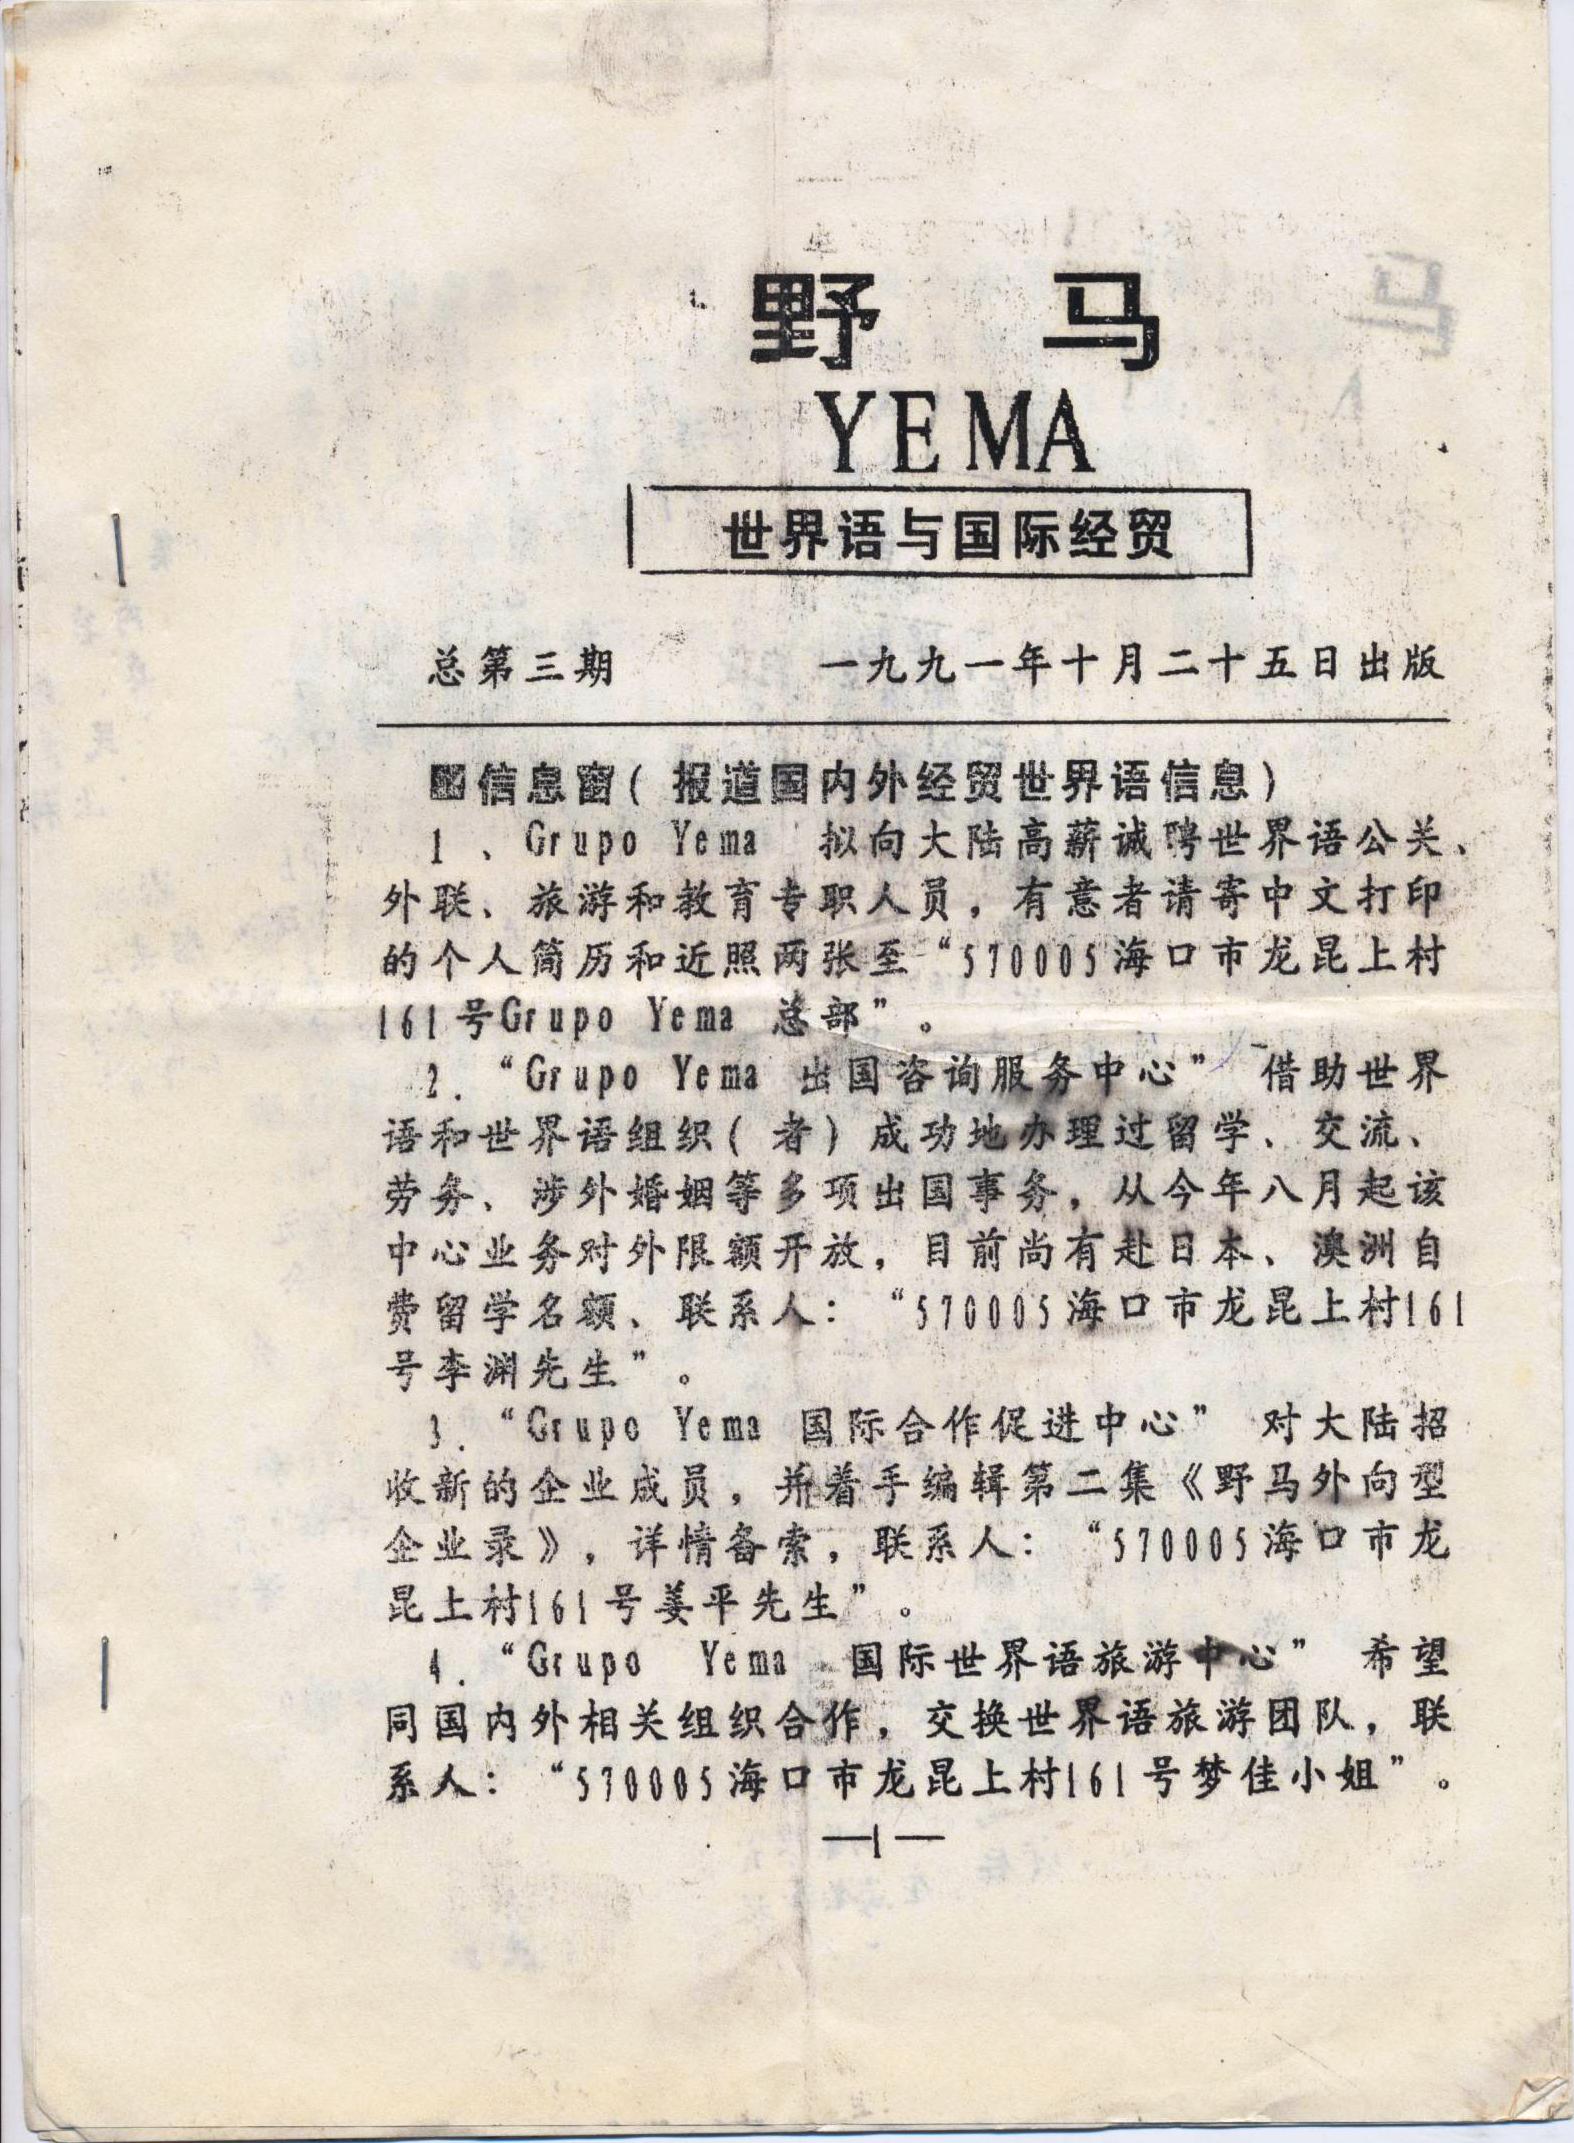 野 马
YEMA
世界语与国际经贸
总第三期 一九九一年十月二十五日出版
信息窗(报道国内外经贸世界语信息)
1、Grupo Yema 拟向大陆高薪诚聘世界语公关、
外联、旅游和教育专职人员，有意者请寄中文打印
的个人简历和近照两张至“570005海口市龙昆上村
161号Grupo Yema 总部”。
2．“Grupo Yema 出国咨询服务中心” 借助世界
语和世界语组织(者)成功地办理过留学、交流、
劳务、涉外婚姻等多项出国事务，从今年八月起该
中心业务对外限额开放，目前尚有赴日本、澳洲自
费留学名额、联系人：“570005海口市龙昆上村161
号李渊先生”。
3．“Grupo Yema 国际合作促进中心” 对大陆招
收新的企业成员，并着手编辑第二集《野马外向型
企业录》，详情备索，联系人：“570005海口市龙
昆上村161号姜平先生”。
4．“Grupo Yema 国际世界语旅游中心” 希望
同国内外相关组织合作，交换世界语旅游团队，联
系人：“570005海口市龙昆上村161号梦佳小姐”。
—1—